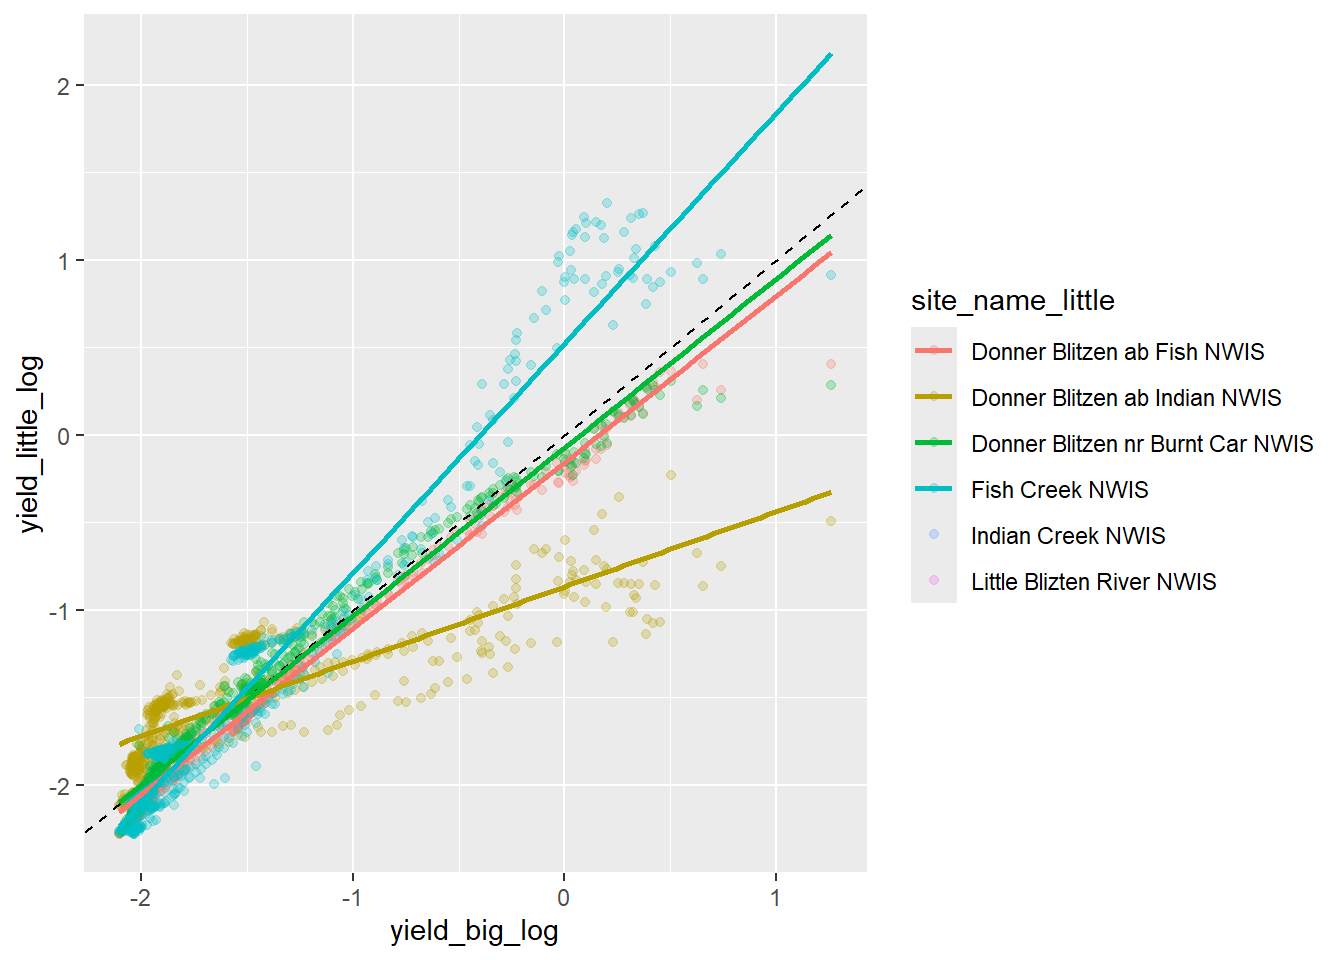 2
1
0
-1
-2
yield_little_log
-2
-1
0
1
yield_big_log
site_name_little
Donner Blitzen ab Fish NWIS
Donner Blitzen ab Indian NWIS
Donner Blitzen nr Burnt Car NWIS
Fish Creek NWIS
Indian Creek NWIS
Little Blizten River NWIS